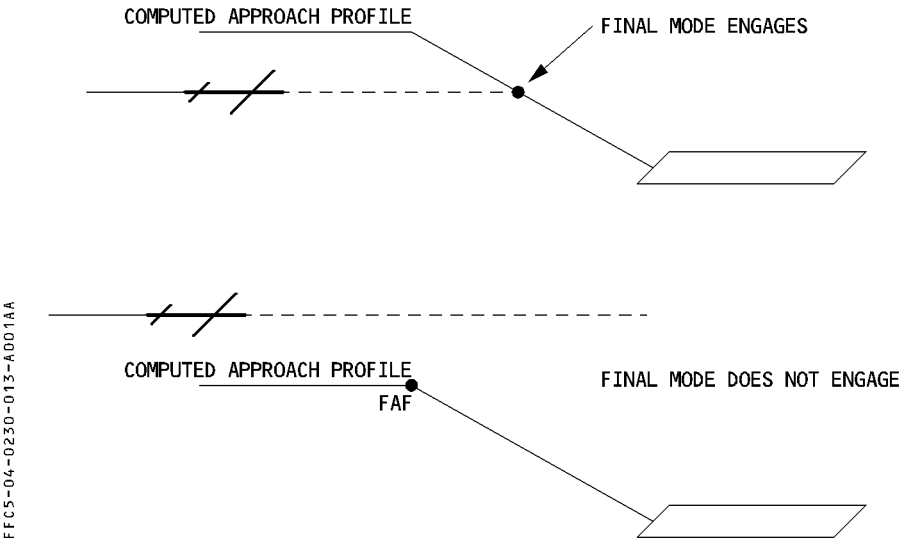 COMPUTED APPROACH PROFILE
FINAL MODE ENGAGES
COMPUTED APPROACH PROFILE
FAF
FINAL MODE DOES NOT ENGAGE
FFC5-04-0230-013-A001AA